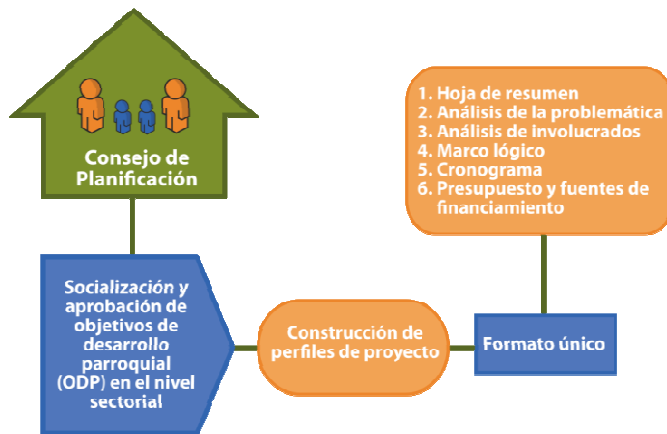 Consejo de
Planificación
1. Hoja de resumen
2. Análisis de la problemática
3. Análisis de involucrados
4. Marco lógico
5. Cronograma
6. Presupuesto y fuentes de
financiamiento
Socialización y
aprobación de
objetivos de
desarrollo
parroquial
(ODP) en el nivel
sectorial
Construcción de
perfiles de proyecto
Formato único